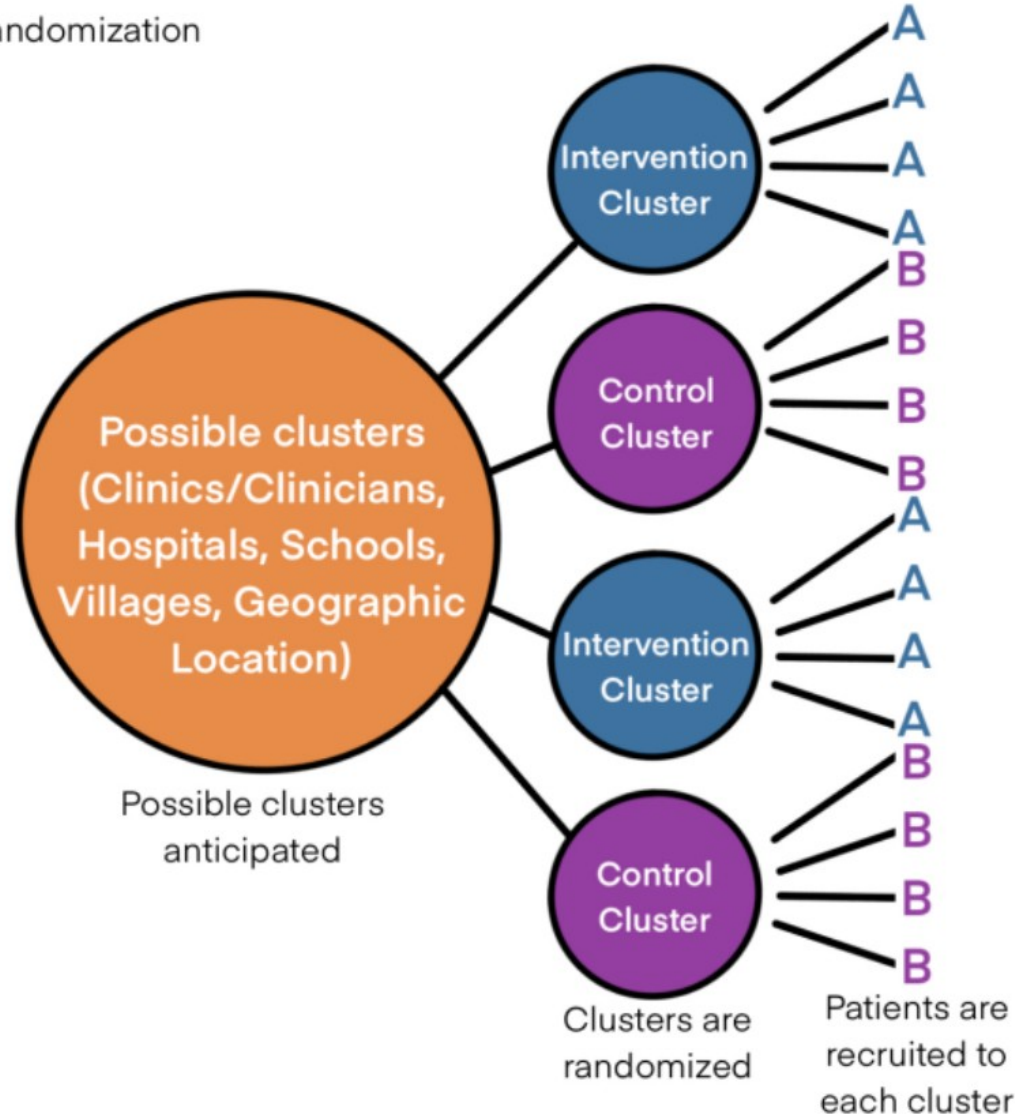 andomization
A
A
A
A
Intervention
Cluster
B
B
B
B
Control
Cluster
Possible clusters
(Clinics/Clinicians,
Hospitals, Schools,
Villages, Geographic
Location)
A
A
A
A
Intervention
Cluster
B
B
B
B
Control
Cluster
Possible clusters
anticipated
Clusters are
randomized
Patients are
recruited to
each cluster